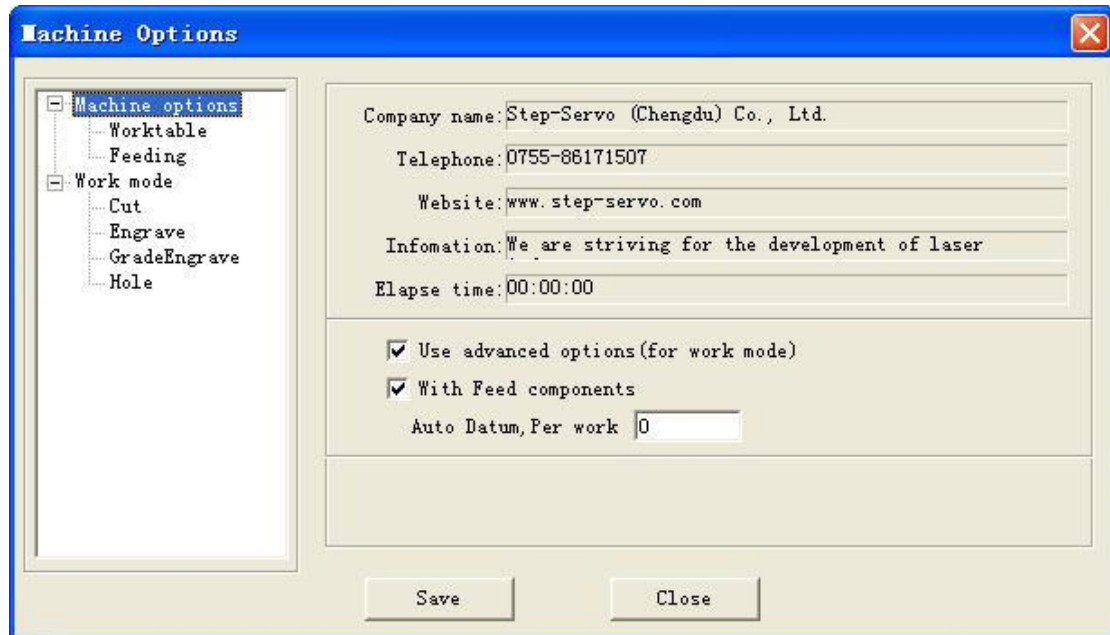 Machine Options
Machine options
Worktable
Feeding
Work mode
Cut
Engrave
GradeEngrave
Hole
Company name: Step-Servo (Chengdu) Co., Ltd.
Telephone: 0755-86171507
Website: www.step-servo.com
Infomation: We are striving for the development of laser
Elapse time: 00:00:00
Use advanced options(for work mode)
With Feed components
Auto Datum,Per work 0
Save Close